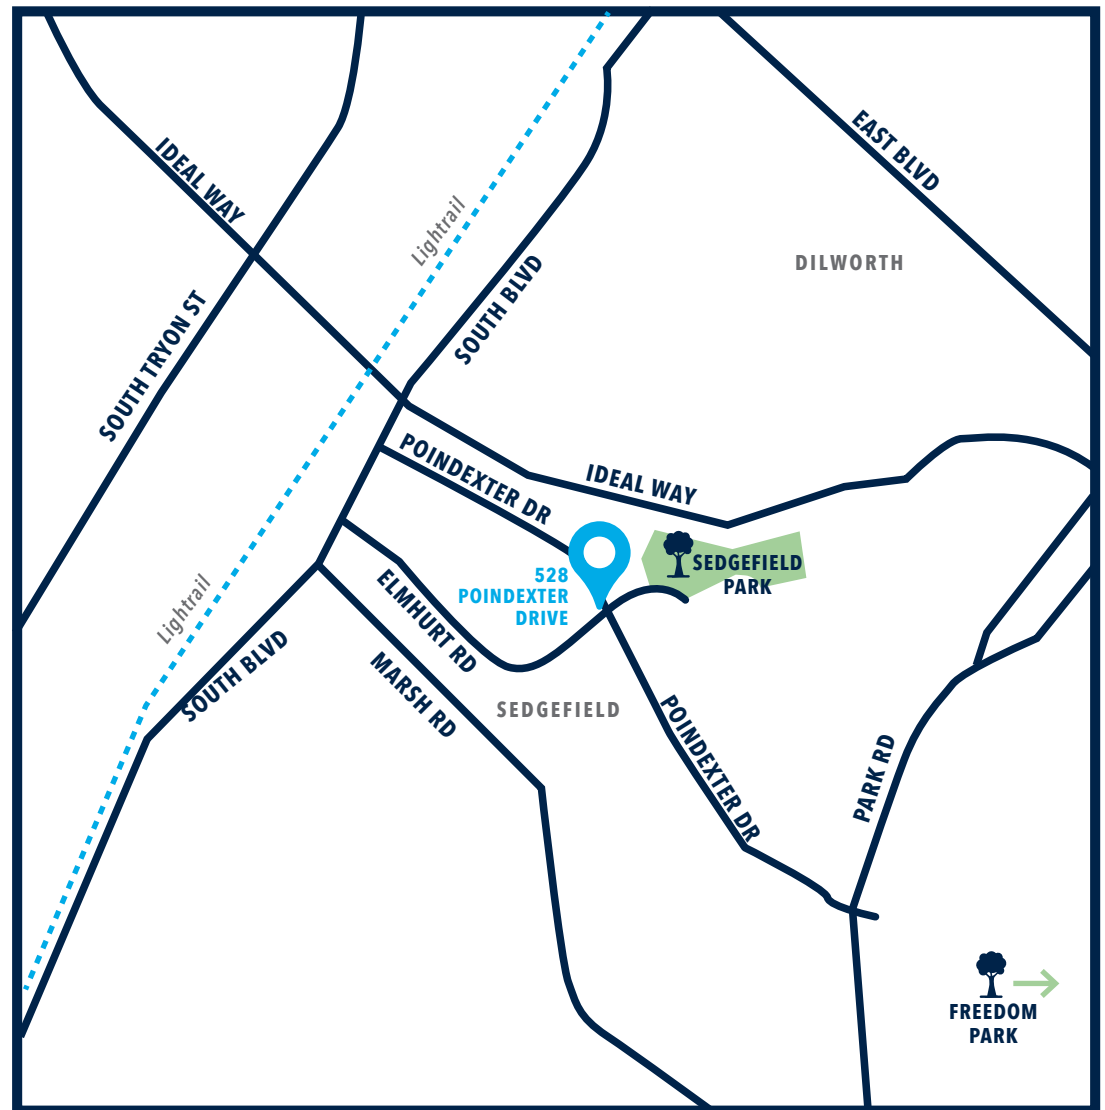 EAST BLVD
IDEAL WAY
Lightrail
DILWORTH
SOUTH BLVD
SOUTH TRYON ST
POINDEXTER DR
IDEAL WAY
SEDGEFIELD
PARK
528
POINDEXTER
DRIVE
ELMHURT RD
Lightrail
SOUTH BLVD
MARSH RD
SEDGEFIELD
POINDEXTER DR
PARK RD
FREEDOM
PARK